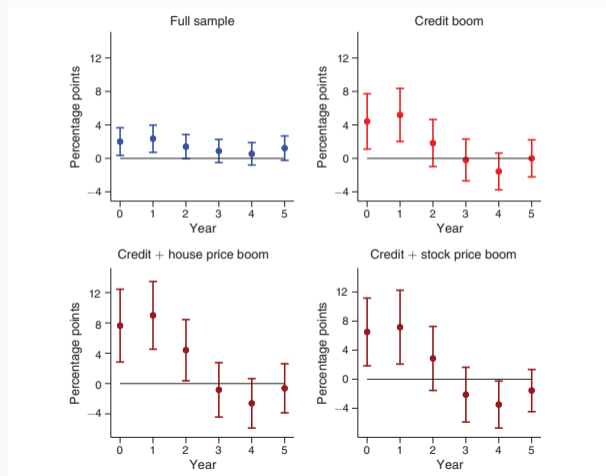 Full sample
Percentage points
12
8
4
0
−4
0 1 2 3 4 5
Year
Credit boom
Percentage points
12
8
4
0
−4
0 1 2 3 4 5
Year
Credit + house price boom
Percentage points
12
8
4
0
−4
0 1 2 3 4 5
Year
Credit + stock price boom
Percentage points
12
8
4
0
−4
0 1 2 3 4 5
Year